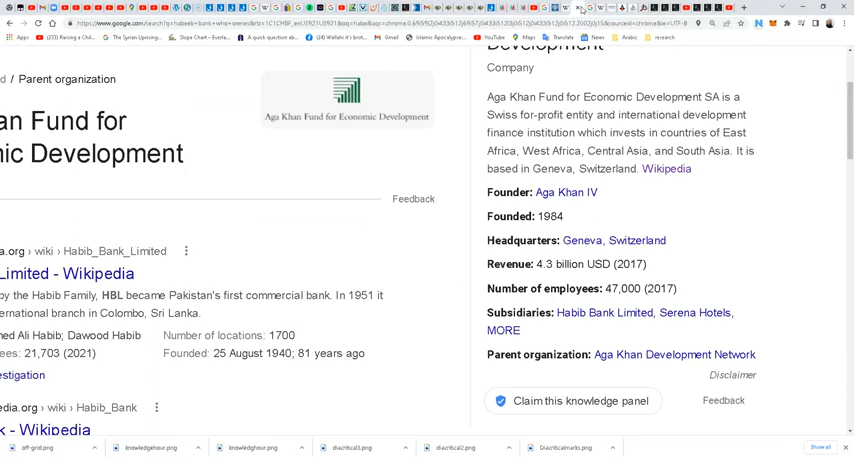 Apps
(233) Raising a Chil...
The Syrian Uprising...
Slope Chart – Everla...
A quick question ab...
(2) Wallahi it's brot...
Gmail
Islamic Apocalypse:...
YouTube
Maps
Translate
News
Arabic
research
d / Parent organization
Aga Khan Fund for Economic Development
an Fund for
ic Development
Feedback
a.org › wiki › Habib_Bank_Limited
Limited - Wikipedia
by the Habib Family, HBL became Pakistan's first commercial bank. In 1951 it
ernational branch in Colombo, Sri Lanka.
ned Ali Habib; Dawood Habib Number of locations: 1700
ees: 21,703 (2021) Founded: 25 August 1940; 81 years ago
estigation
edia.org › wiki › Habib_Bank
k - Wikipedia
Development
Company
Aga Khan Fund for Economic Development SA is a
Swiss for-profit entity and international development
finance institution which invests in countries of East
Africa, West Africa, Central Asia, and South Asia. It is
based in Geneva, Switzerland. Wikipedia
Founder: Aga Khan IV
Founded: 1984
Headquarters: Geneva, Switzerland
Revenue: 4.3 billion USD (2017)
Number of employees: 47,000 (2017)
Subsidiaries: Habib Bank Limited, Serena Hotels,
MORE
Parent organization: Aga Khan Development Network
Disclaimer
Claim this knowledge panel
Feedback
off-grid.png
knowledgehour.png
knowledghour.png
diacritical3.png
diacritbcal2.png
Diacriticalmarks.png
Show all